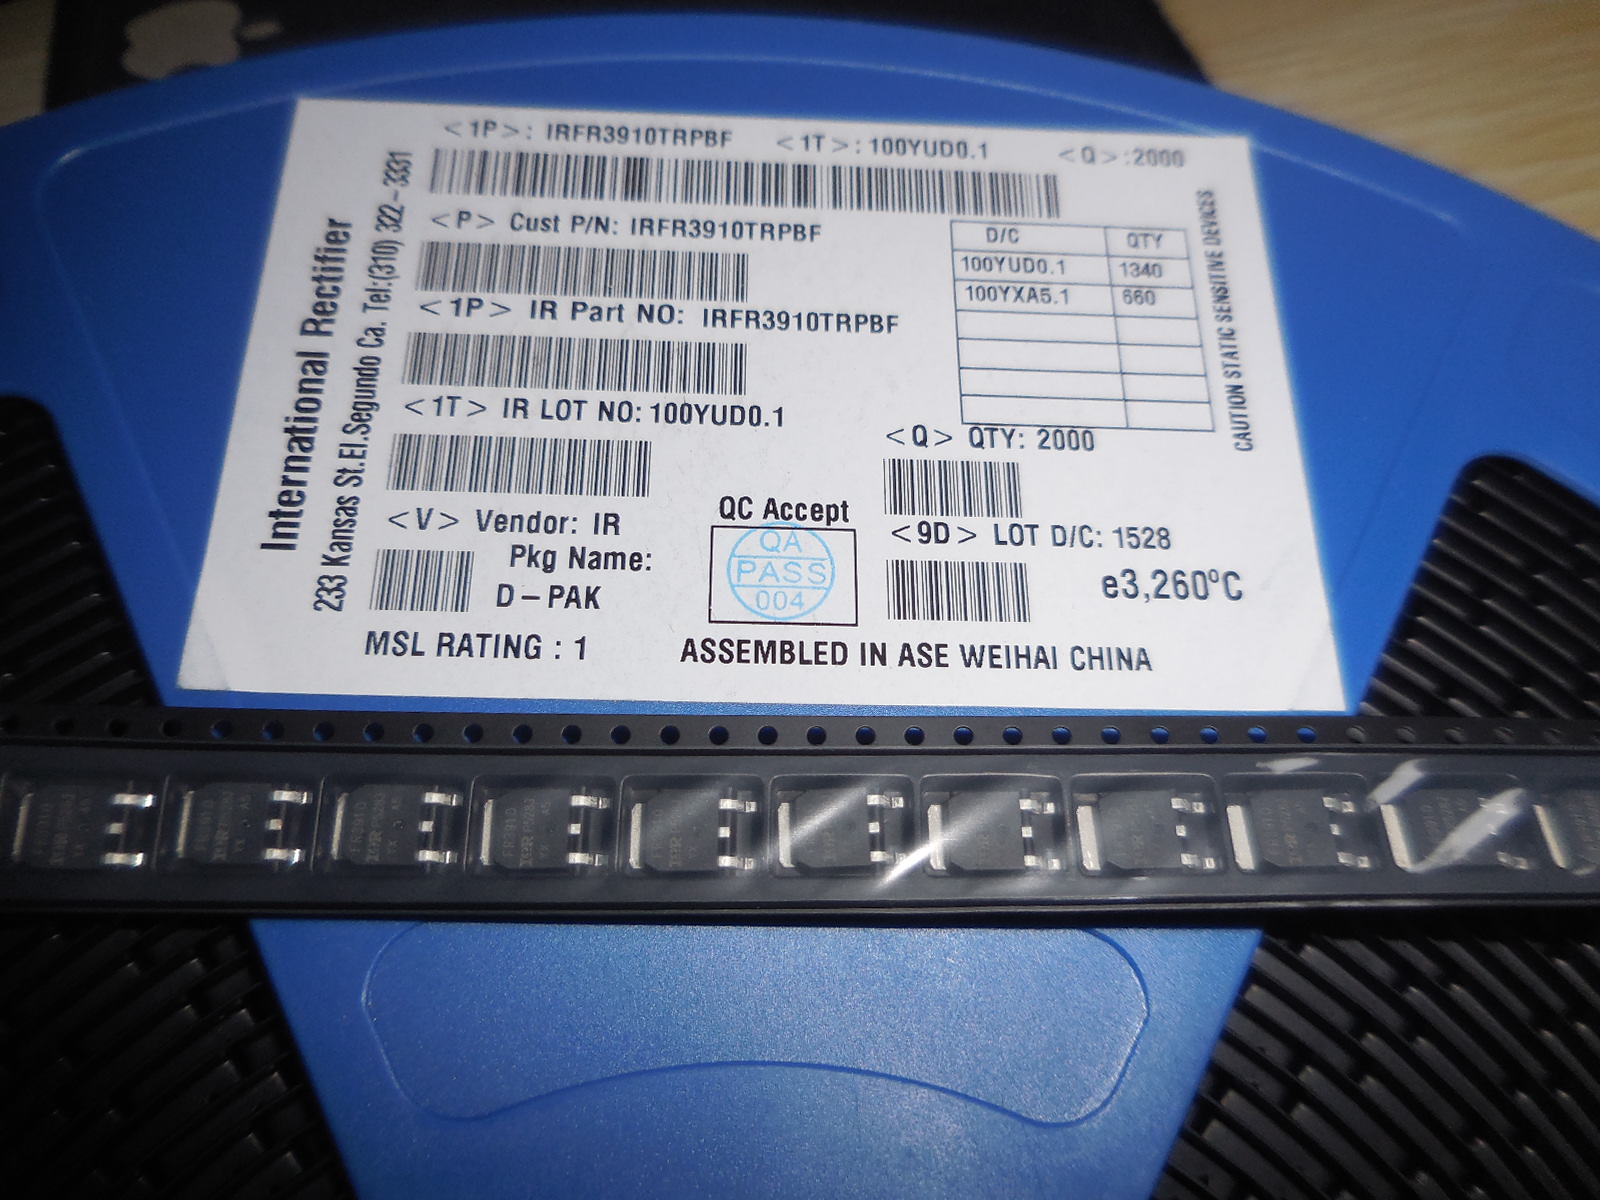 <1P>: IRFR3910TRPBF <1T>:100YUD0.1 <Q>:2000
<P> Cust P/N: IRFR3910TRPBF
<1P> IR Part NO: IRFR3910TRPBF
<1T> IR LOT NO: 100YUD0.1
<V> Vendor: IR
Pkg Name:
D-PAK
MSL RATING : 1
International Rectifier
233 Kansas St.El.Segundo Ca. Tel:(310) 322-3331
D/C QTY
100YUD0.1 1340
100YXA5.1 660
CAUTION STATIC SENSITIVE DEVICES
<Q> QTY: 2000
QC Accept
QA
PASS
004
<9D> LOT D/C: 1528
e3,260ºC
ASSEMBLED IN ASE WEIHAI CHINA